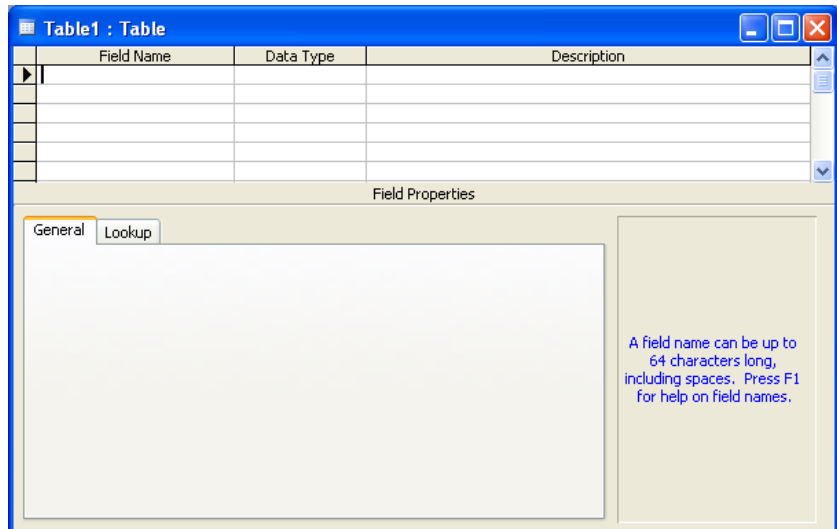 Table1 : Table
Field Name Data Type Description
Field Properties
General Lookup
A field name can be up to
64 characters long,
including spaces. Press F1
for help on field names.